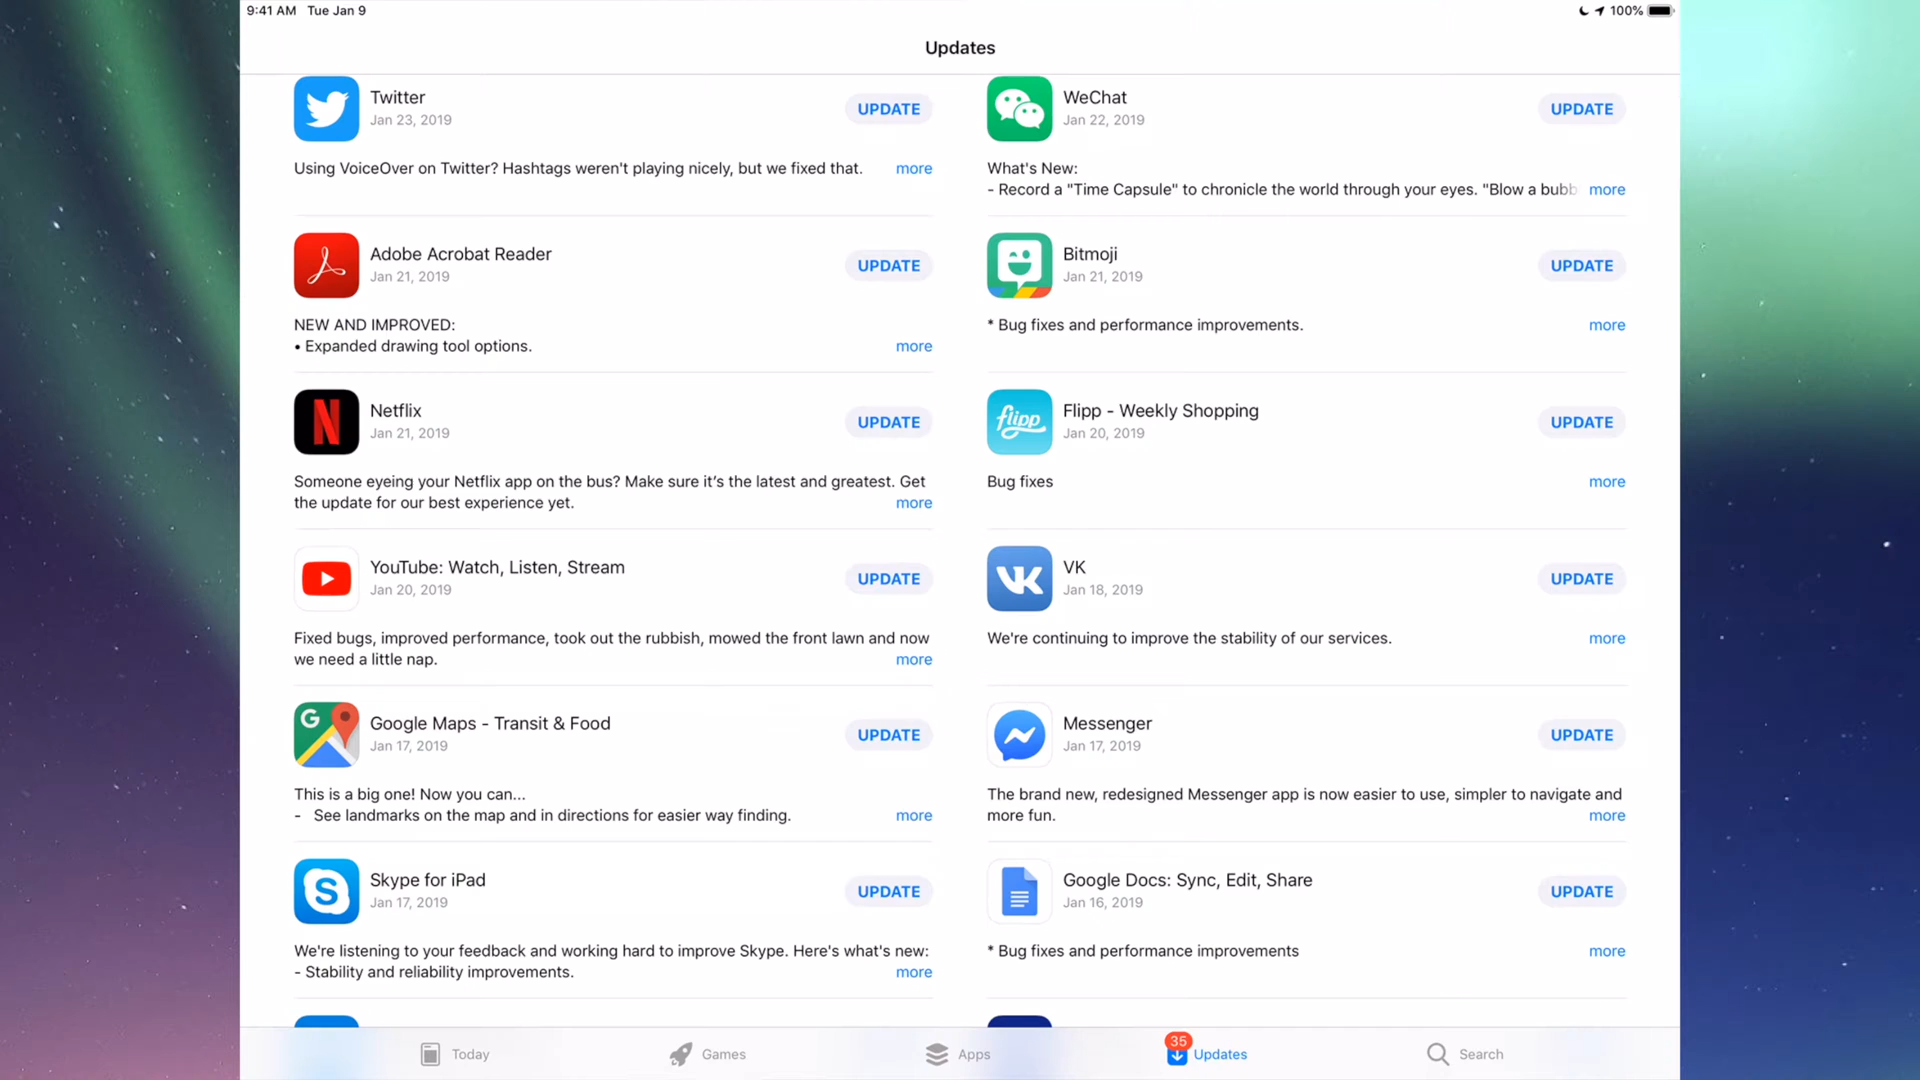 9:41 AM Tue Jan 9
100%
Updates
Twitter
Jan 23, 2019
UPDATE
Using VoiceOver on Twitter? Hashtags weren't playing nicely, but we fixed that.
more
WeChat
Jan 22, 2019
UPDATE
What's New:
- Record a "Time Capsule" to chronicle the world through your eyes. "Blow a bubb
more
Adobe Acrobat Reader
Jan 21, 2019
UPDATE
NEW AND IMPROVED:
• Expanded drawing tool options.
more
Bitmoji
Jan 21, 2019
UPDATE
* Bug fixes and performance improvements.
more
N
Netflix
Jan 21, 2019
UPDATE
Someone eyeing your Netflix app on the bus? Make sure it’s the latest and greatest. Get
the update for our best experience yet.
more
flipp
Flipp - Weekly Shopping
Jan 20, 2019
UPDATE
Bug fixes
more
YouTube: Watch, Listen, Stream
Jan 20, 2019
UPDATE
Fixed bugs, improved performance, took out the rubbish, mowed the front lawn and now
we need a little nap.
more
VK
VK
Jan 18, 2019
UPDATE
We're continuing to improve the stability of our services.
more
G
Google Maps - Transit & Food
Jan 17, 2019
UPDATE
This is a big one! Now you can...
- See landmarks on the map and in directions for easier way finding.
more
Messenger
Jan 17, 2019
UPDATE
The brand new, redesigned Messenger app is now easier to use, simpler to navigate and
more fun.
more
S
Skype for iPad
Jan 17, 2019
UPDATE
We're listening to your feedback and working hard to improve Skype. Here's what's new:
- Stability and reliability improvements.
more
Google Docs: Sync, Edit, Share
Jan 16, 2019
UPDATE
* Bug fixes and performance improvements
more
Today
Games
Apps
35
Updates
Search